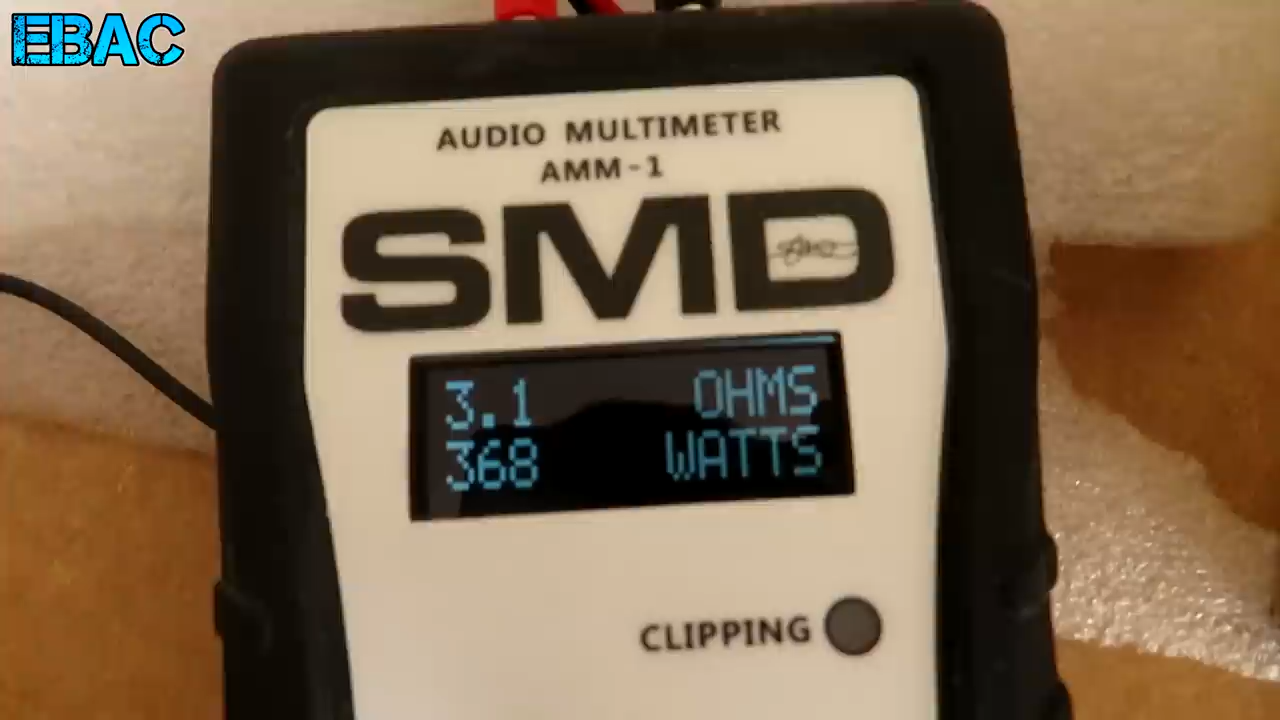 EBAC
AUDIO MULTIMETER
AMM-1
SMD
3.1 OHMS
368 WATTS
CLIPPING